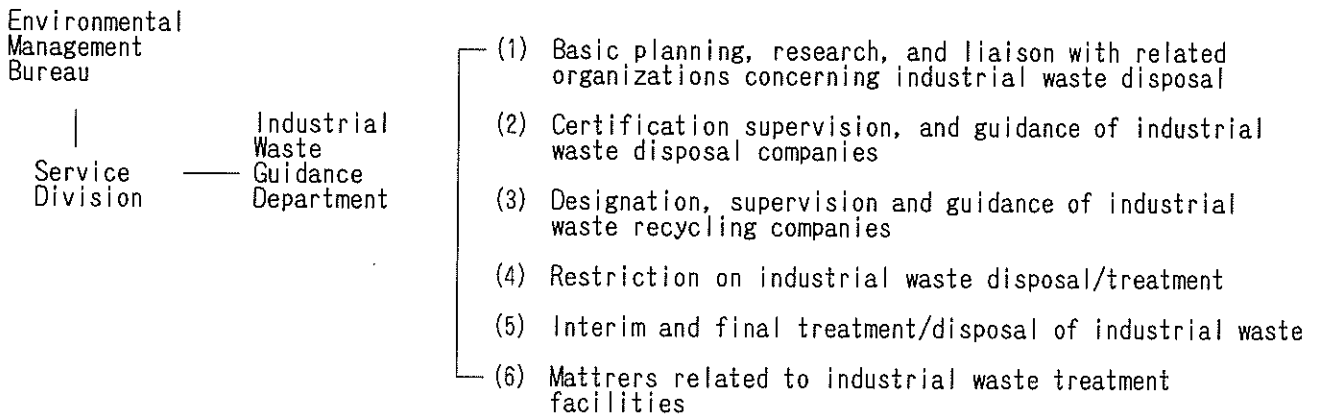 Environmental
Management
Bureau
Service
Division
Industrial
Waste
Guidance
Department
(1) Basic planning, research, and liaison with related
organizations concerning industrial waste disposal
(2) Certification supervision, and guidance of industrial
waste disposal companies
(3) Designation, supervision and guidance of industrial
waste recycling companies
(4) Restriction on industrial waste disposal/treatment
(5) Interim and final treatment/disposal of industrial waste
(6) Mattrers related to industrial waste treatment
facilities